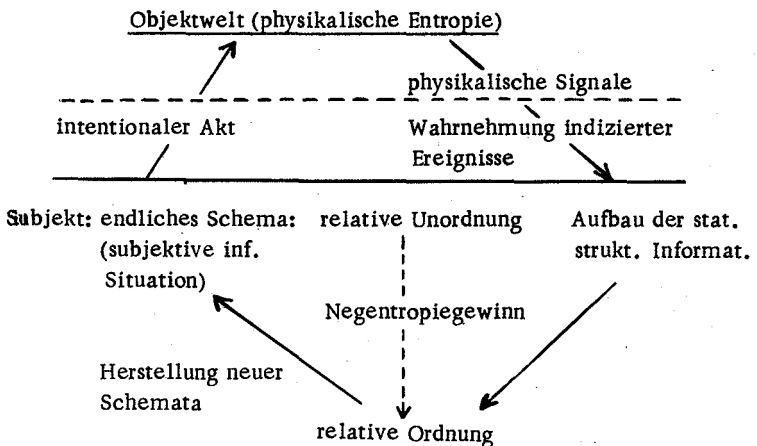 Objektwelt (physikalische Entropie)
physikalische Signale
intentionaler Akt
Wahrnehmung indizierter
Ereignisse
Subjekt: endliches Schema:
(subjektive inf.
Situation)
relative Unordnung
Aufbau der stat.
strukt. Informat.
Negentropiegewinn
Herstellung neuer
Schemata
relative Ordnung